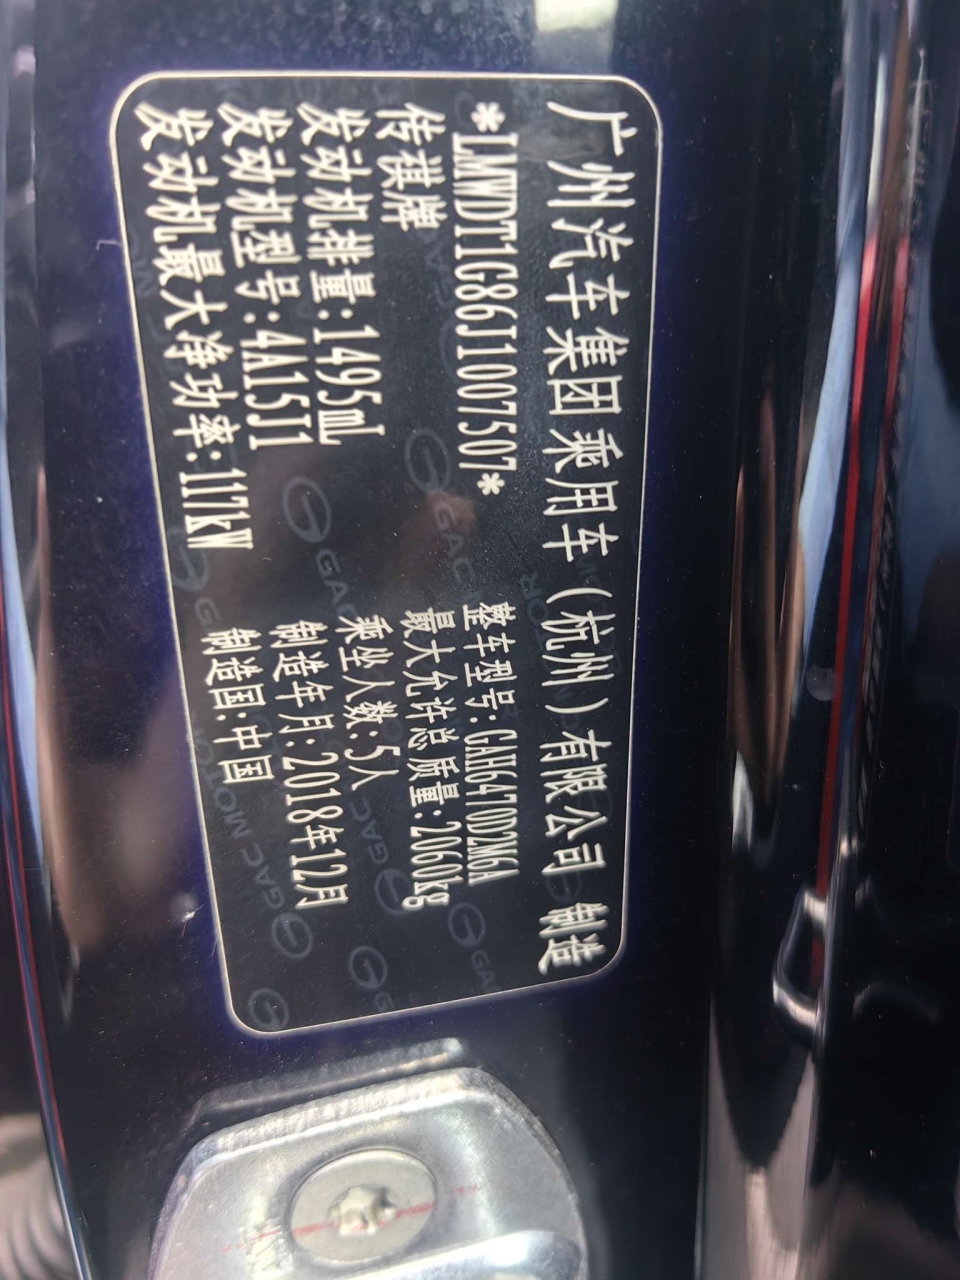 广州汽车集团乘用车（杭州）有限公司 制造
*LMWDT1G86J1007507*
传祺牌
发动机排量:1495mL
发动机型号:4A15J1
发动机最大净功率:117kW
整车型号:GAH6470D2M6A
最大允许总质量:2060kg
乘坐人数:5人
制造年月:2018年12月
制造国:中国
GAC MOTOR